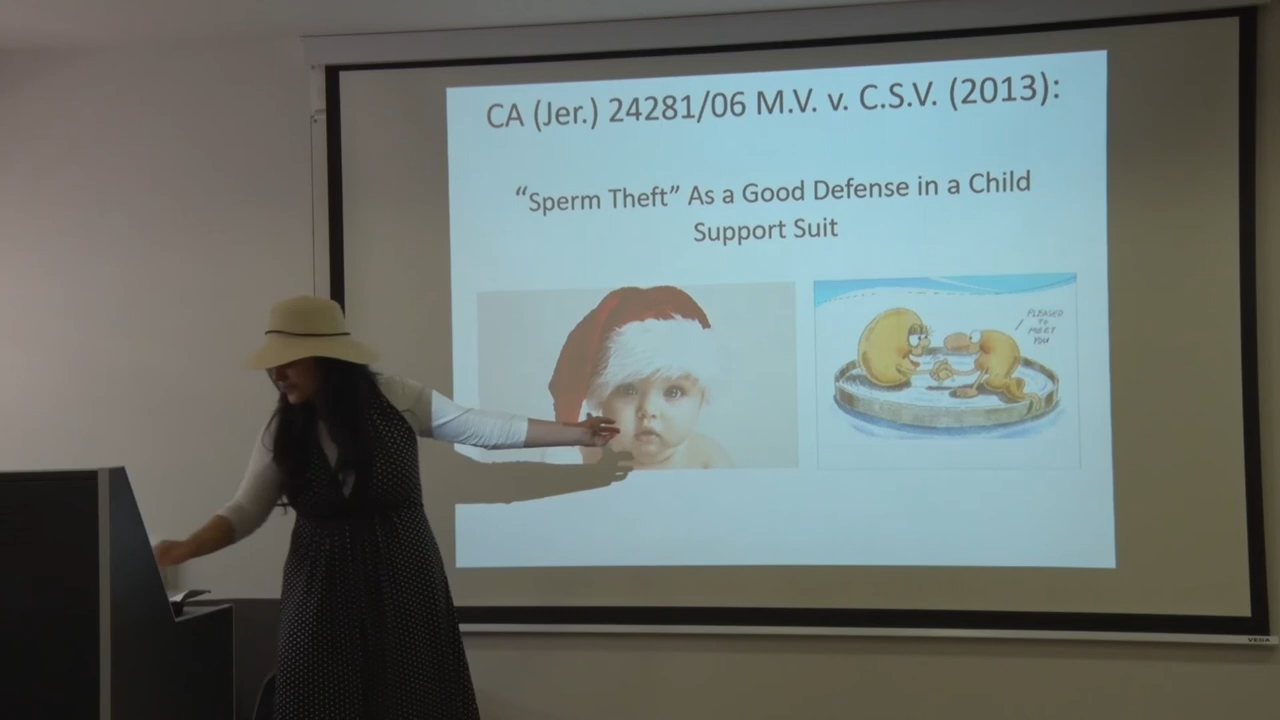 CA (Jer.) 24281/06 M.V. v. C.S.V. (2013):
“Sperm Theft” As a Good Defense in a Child
Support Suit
PLEASED
TO
MEET
YOU
VEGA